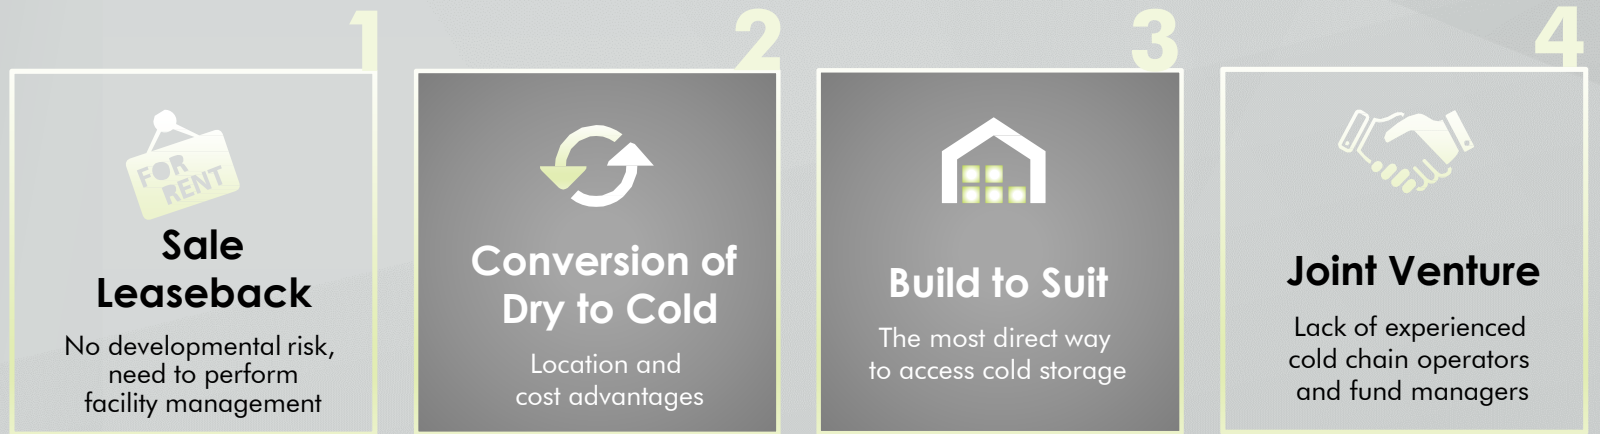 1
FOR
RENT
Sale
Leaseback
No developmental risk,
need to perform
facility management
2
Conversion of
Dry to Cold
Location and
cost advantages
3
Build to Suit
The most direct way
to access cold storage
4
Joint Venture
Lack of experienced
cold chain operators
and fund managers